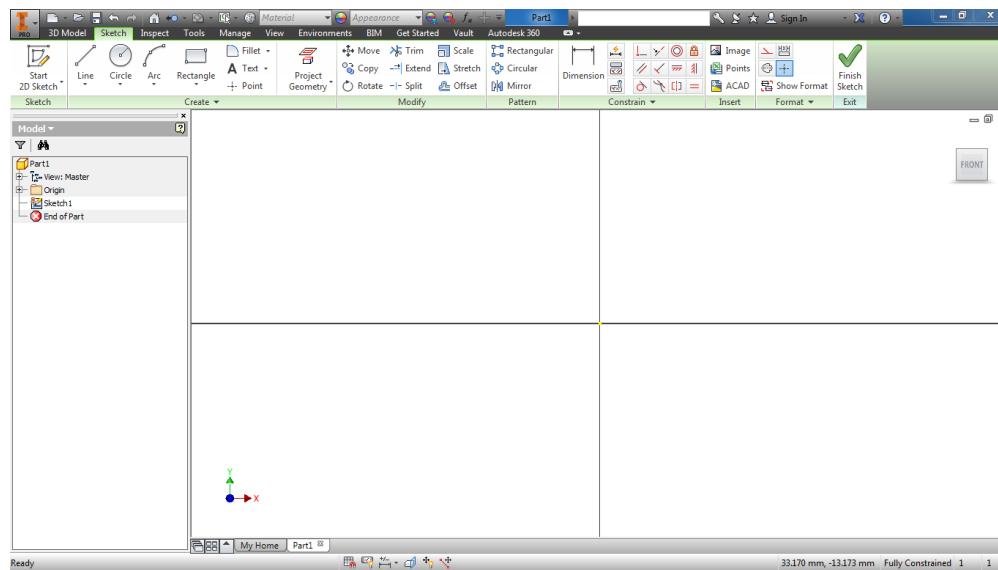 Material Appearance Part1 Sign In
PRO 3D Model Sketch Inspect Tools Manage View Environments BIM Get Started Vault Autodesk 360
Start 2D Sketch Line Circle Arc Rectangle Fillet Text Point Project Geometry Move Copy Rotate Trim Extend Split Scale Stretch Offset Rectangular Circular Mirror Dimension Image Points ACAD Show Format Finish Sketch
Sketch Create Modify Pattern Constrain Insert Format Exit
Model
FRONT
Part1
View: Master
Origin
Sketch1
End of Part
Y
X
My Home Part1
Ready 33.170 mm, -13.173 mm Fully Constrained 1 1